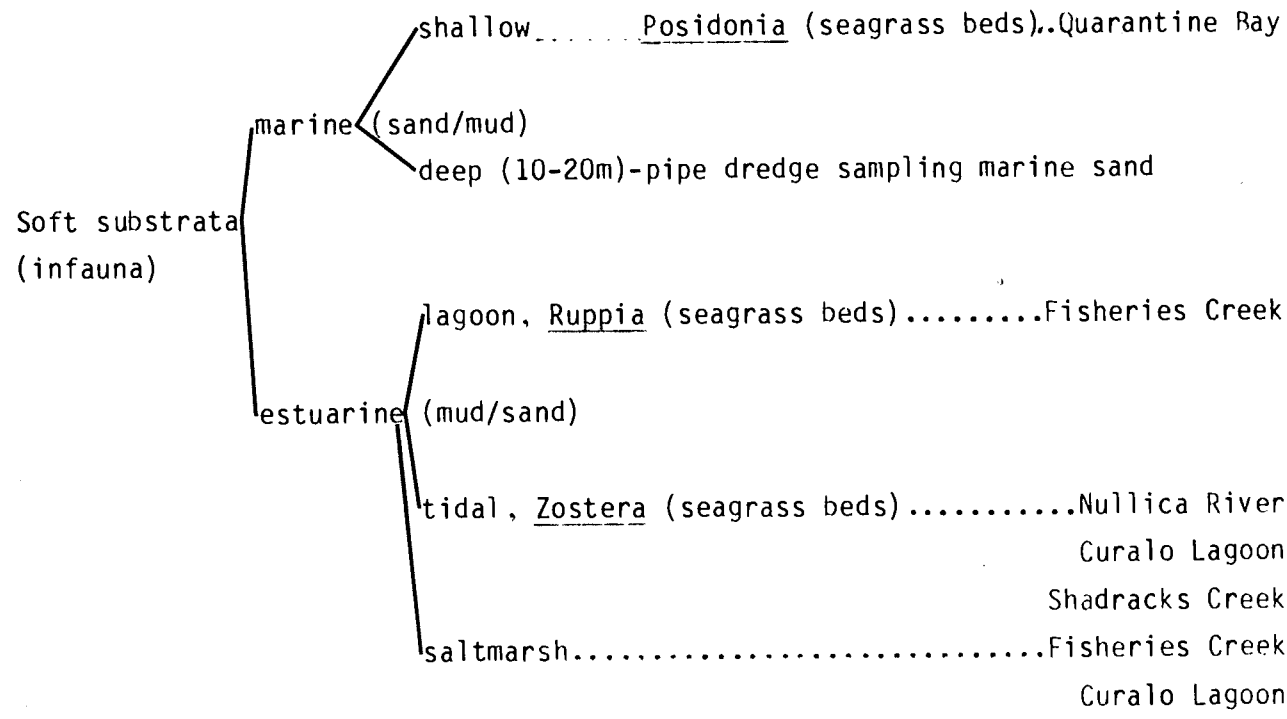 shallow....... Posidonia (seagrass beds)..Quarantine Bay
marine (sand/mud)
deep (10-20m)-pipe dredge sampling marine sand
Soft substrata
(infauna)
lagoon, Ruppia (seagrass beds).........Fisheries Creek
estuarine (mud/sand)
tidal, Zostera (seagrass beds)...........Nullica River
Curalo Lagoon
Shadracks Creek
saltmarsh..............................Fisheries Creek
Curalo Lagoon